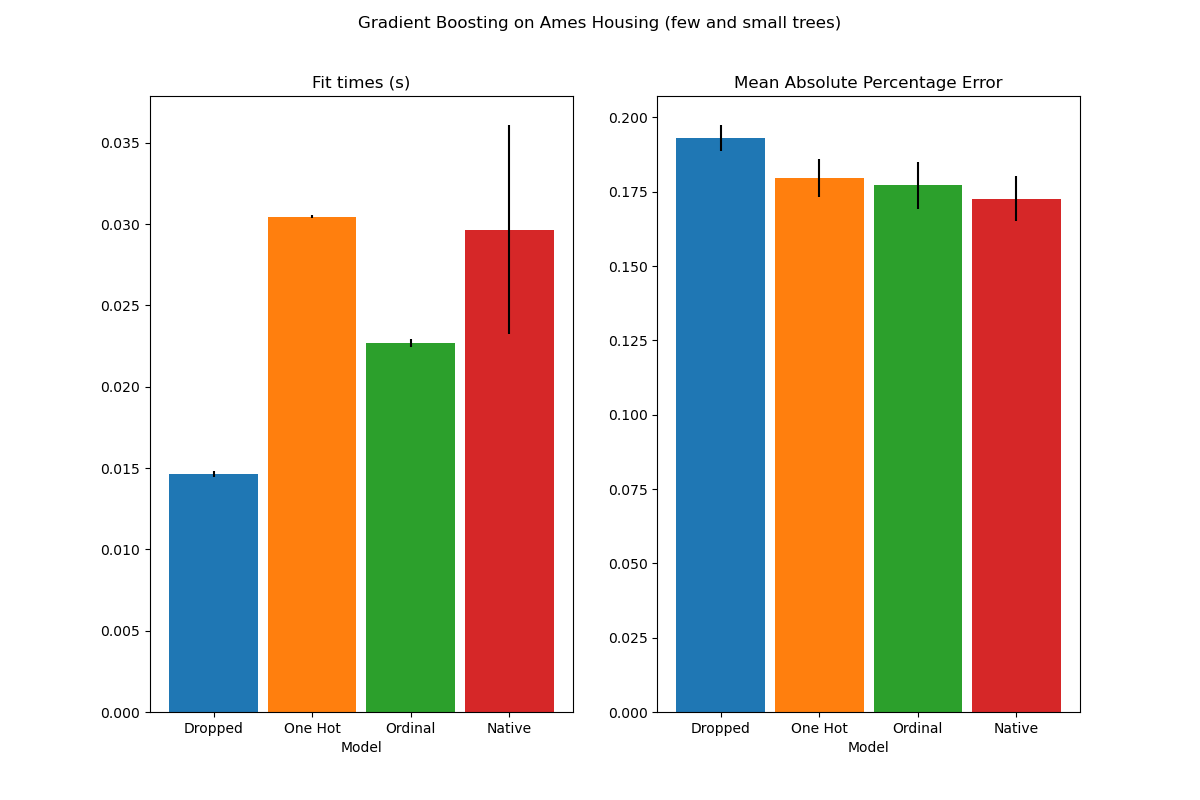 Gradient Boosting on Ames Housing (few and small trees)
Fit times (s)
0.035
0.030
0.025
0.020
0.015
0.010
0.005
0.000
Dropped One Hot Ordinal Native
Model
Mean Absolute Percentage Error
0.200
0.175
0.150
0.125
0.100
0.075
0.050
0.025
0.000
Dropped One Hot Ordinal Native
Model